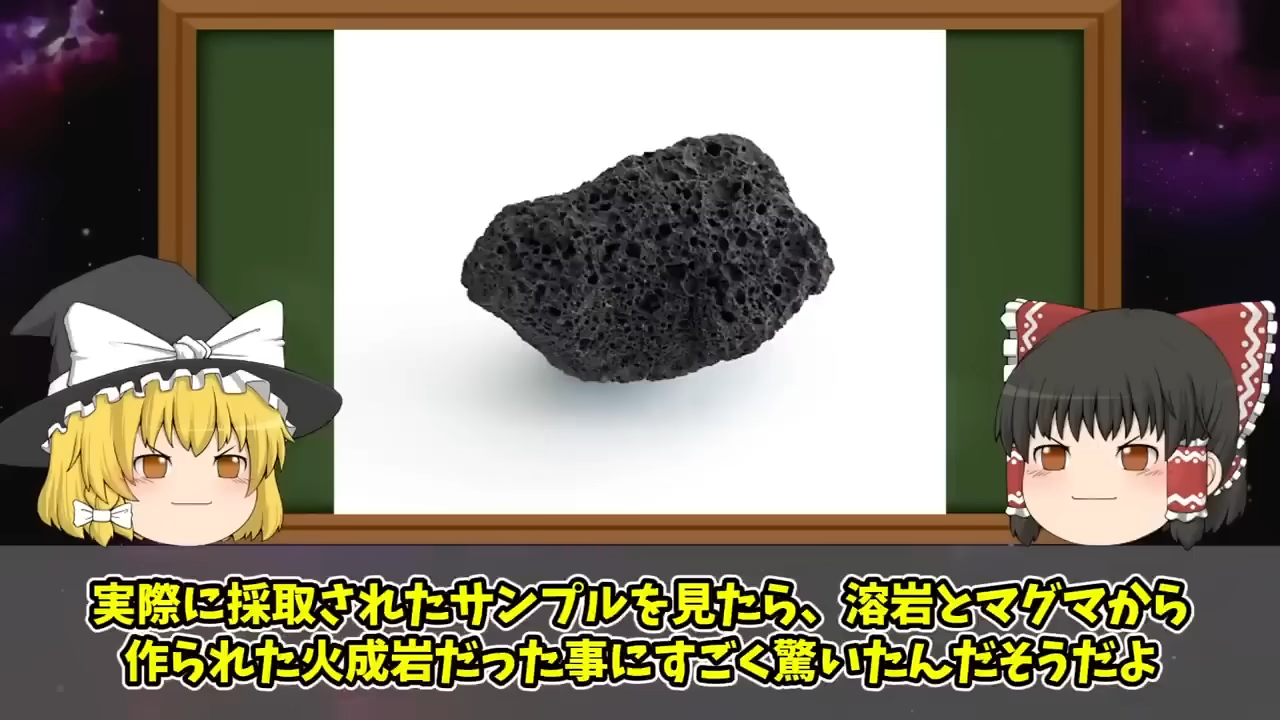 実際に採取されたサンプルを見たら、溶岩とマグマから
作られた火成岩だった事にすごく驚いたんだそうだよ